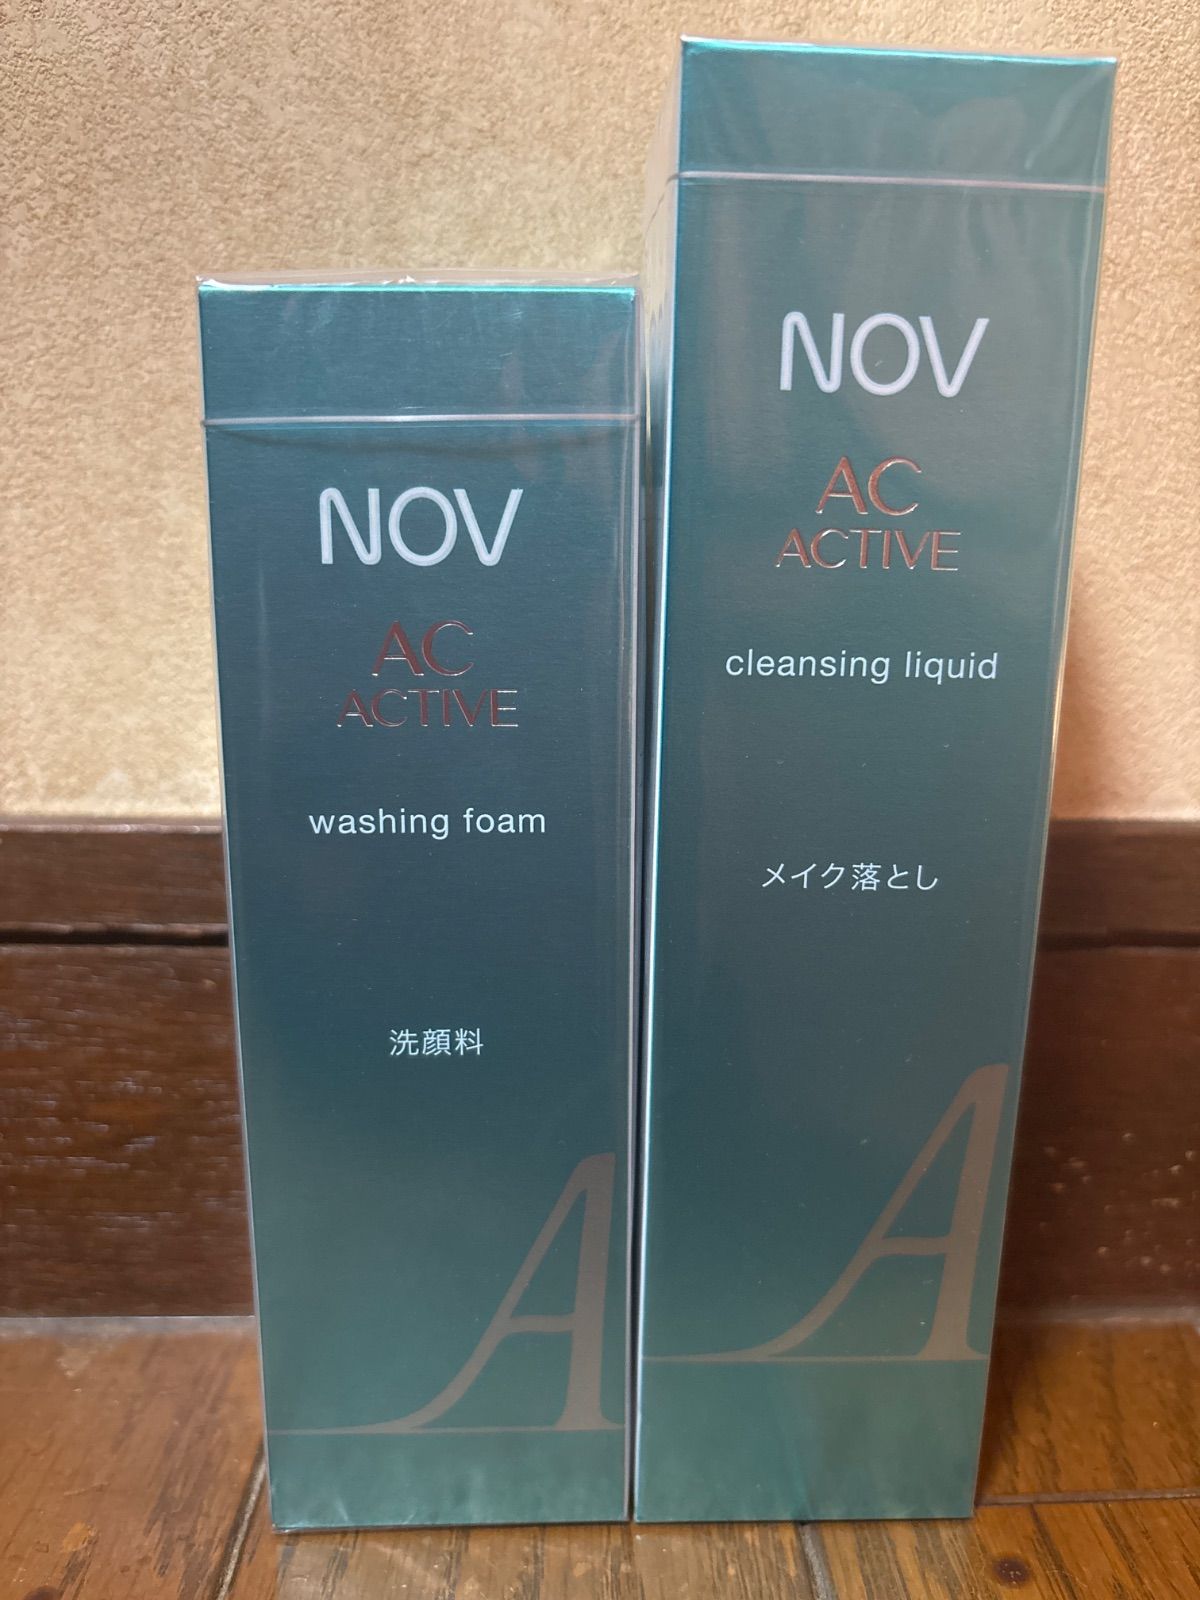 NOV
AC
ACTIVE
washing foam
洗顔料
A
NOV
AC
ACTIVE
cleansing liquid
メイク落とし
A